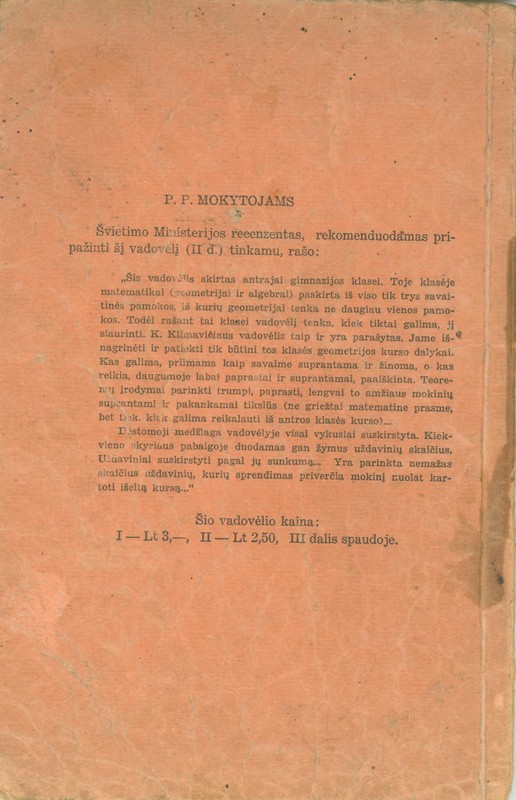 P. P. MOKYTOJAMS
Švietimo Ministerijos recenzentas, rekomenduodamas pri-
pažinti šį vadovėlį (II d.) tinkamu, rašo:
„Šis vadovėlis skirtas antrajai gimnazijos klasei. Toje klasėje
matematikai (geometrijai ir algebrai) paskirta iš viso tik trys savai-
tinės pamokos, iš kurių geometrijai tenka ne daugiau vienos pamo-
kos. Todėl rašant tai klasei vadovėlį tenka, kiek tiktai galima, jį
siaurinti. K. Klimavičiaus vadovėlis taip ir yra parašytas. Jame iš-
nagrinėti ir patiekti tik būtini tos klasės geometrijos kurso dalykai.
Kas galima, priimama kaip savaime suprantama ir žinoma, o kas
reikia, daugumoje labai paprastai ir suprantamai, paaiškinta. Teore-
mų įrodymai parinkti trumpi, paprasti, lengvai to amžiaus mokinių
suprantami ir pakankamai tikslūs (ne griežtai matematine prasme,
bet tiek, kiek galima reikalauti iš antros klasės kurso)...
Dėstomoji medžiaga vadovėlyje visai vykusiai suskirstyta. Kiek-
vieno skyriaus pabaigoje duodamas gan žymus uždavinių skaičius.
Uždaviniai suskirstyti pagal jų sunkumą... Yra parinkta nemažas
skaičius uždavinių, kurių sprendimas priverčia mokinį nuolat kar-
toti išeitą kursą...“
Šio vadovėlio kaina:
I — Lt 3,—, II — Lt 2,50, III dalis spaudoje.